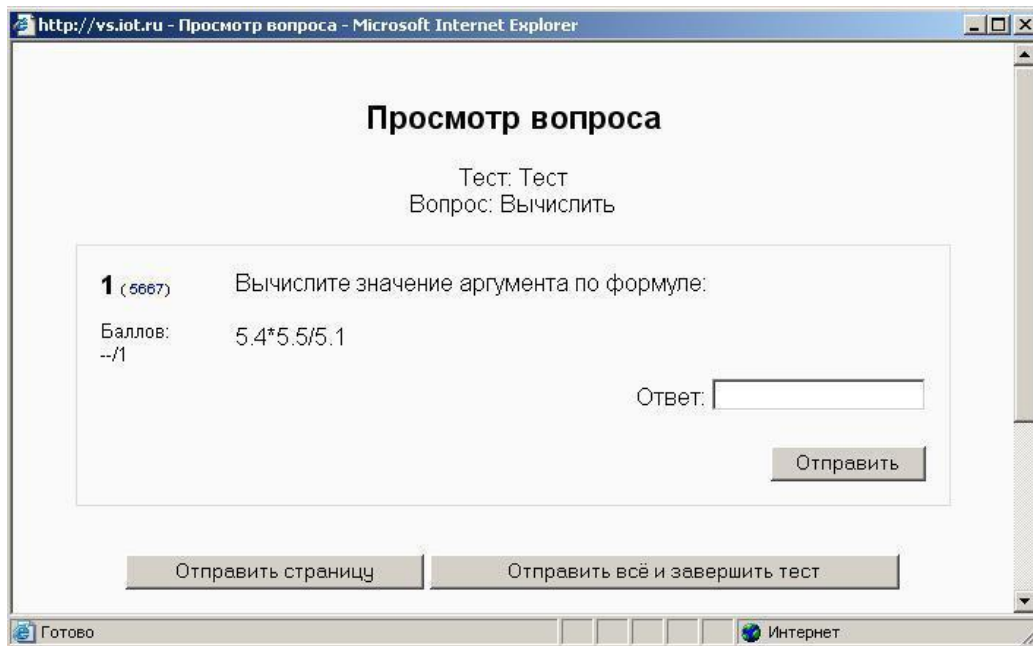 http://vs.iot.ru - Просмотр вопроса - Microsoft Internet Explorer
Просмотр вопроса
Тест: Тест
Вопрос: Вычислить
1 (5667) Вычислите значение аргумента по формуле:
Баллов: 5.4*5.5/5.1
--/1
Ответ:
Отправить
Отправить страницу Отправить всё и завершить тест
Готово Интернет